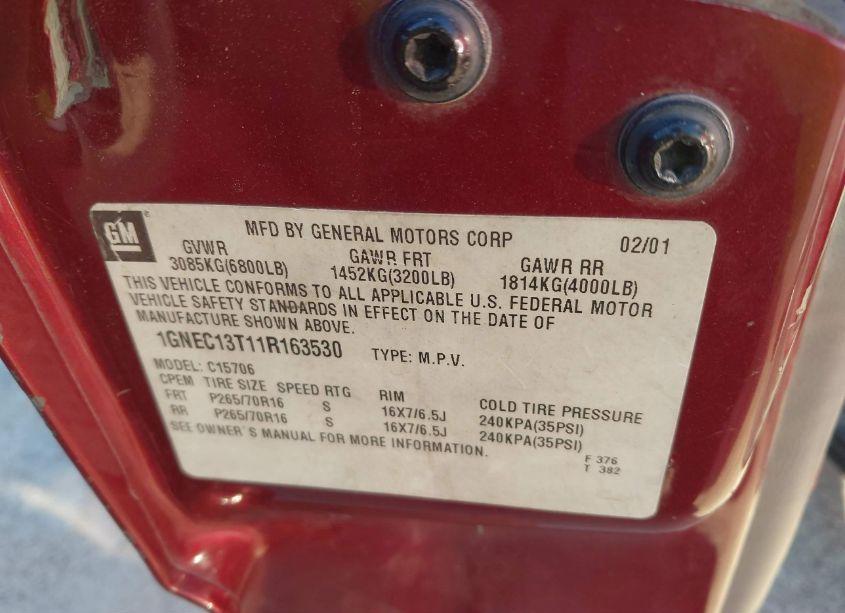 GM® MFD BY GENERAL MOTORS CORP 02/01
GVWR GAWR FRT GAWR RR
3085KG(6800LB) 1452KG(3200LB) 1814KG(4000LB)
THIS VEHICLE CONFORMS TO ALL APPLICABLE U.S. FEDERAL MOTOR
VEHICLE SAFETY STANDARDS IN EFFECT ON THE DATE OF
MANUFACTURE SHOWN ABOVE.
1GNEC13T11R163530 TYPE: M.P.V.
MODEL: C15706
CPEM TIRE SIZE SPEED RTG RIM COLD TIRE PRESSURE
FRT P265/70R16 S 16X7/6.5J 240KPA(35PSI)
RR P265/70R16 S 16X7/6.5J 240KPA(35PSI)
SEE OWNER'S MANUAL FOR MORE INFORMATION.
F 376
T 382